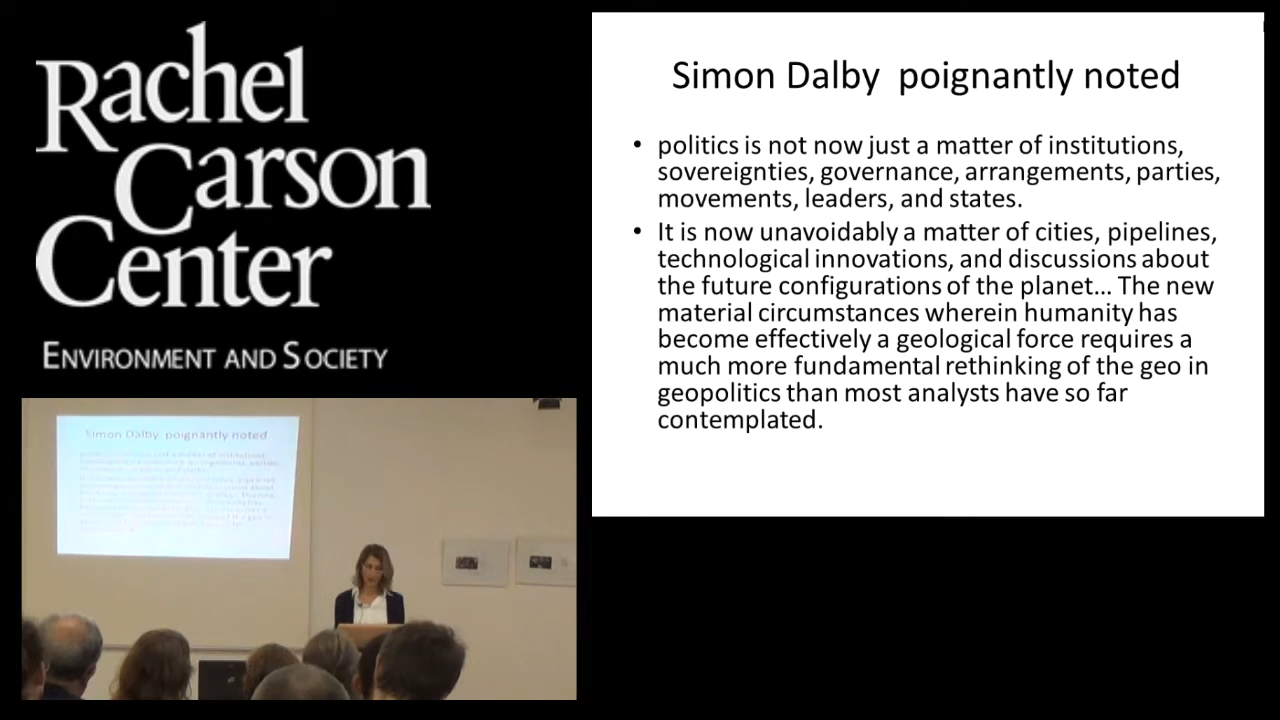 Rachel
Carson
Center
ENVIRONMENT AND SOCIETY
Simon Dalby  poignantly noted
• politics is not now just a matter of institutions,
sovereignties, governance, arrangements, parties,
movements, leaders, and states.
• It is now unavoidably a matter of cities, pipelines,
technological innovations, and discussions about
the future configurations of the planet… The new
material circumstances wherein humanity has
become effectively a geological force requires a
much more fundamental rethinking of the geo in
geopolitics than most analysts have so far
contemplated.
Simon Dalby poignantly noted